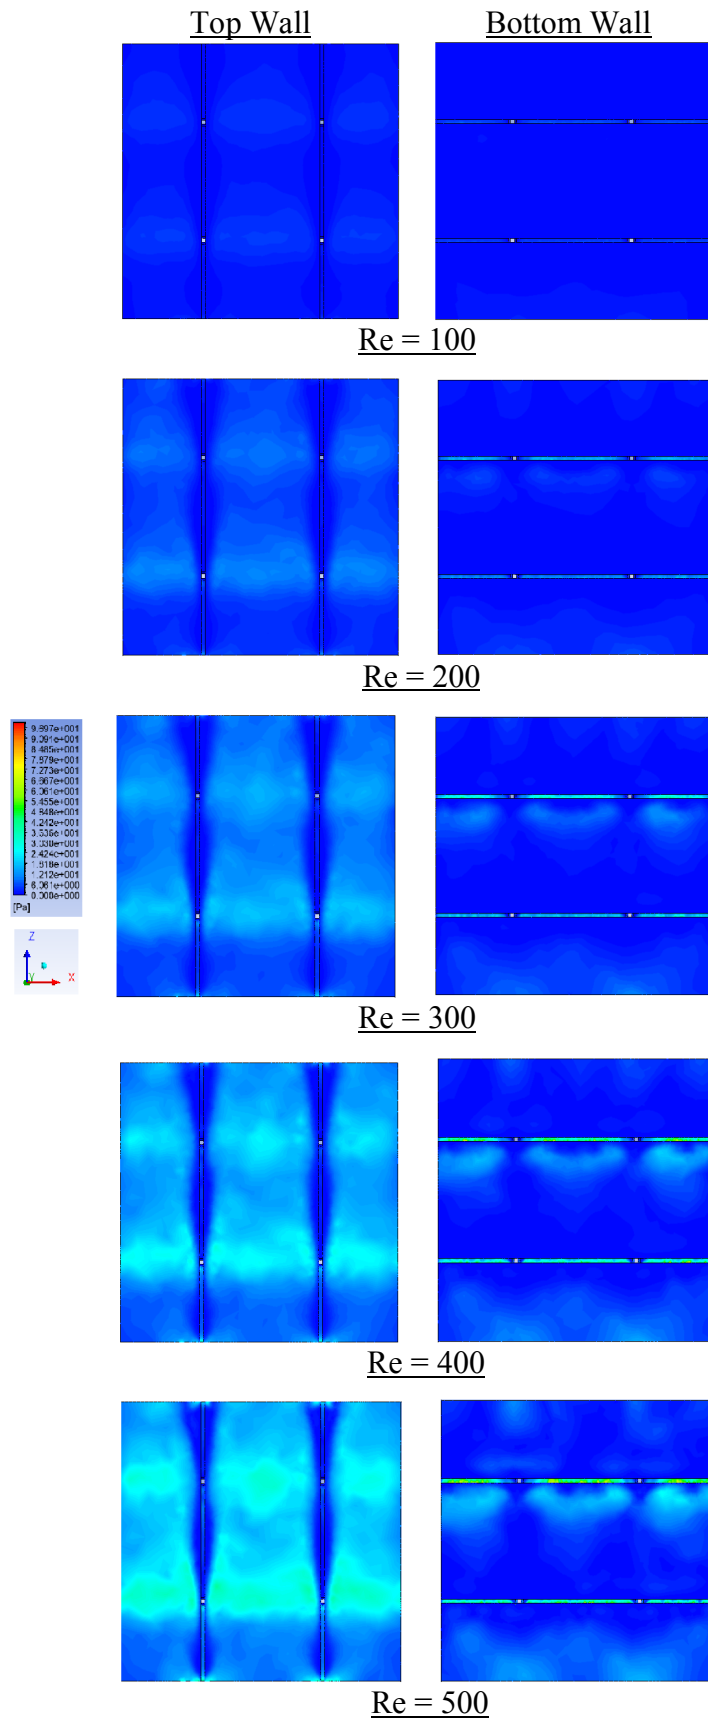 Top Wall Bottom Wall
Re = 100
Re = 200
9.697e+001
9.091e+001
8.485e+001
7.879e+001
7.273e+001
6.667e+001
6.061e+001
5.455e+001
4.848e+001
4.242e+001
3.636e+001
3.030e+001
2.424e+001
1.818e+001
1.212e+001
6.061e+000
0.000e+000
[Pa]
Z
Y X
Re = 300
Re = 400
Re = 500